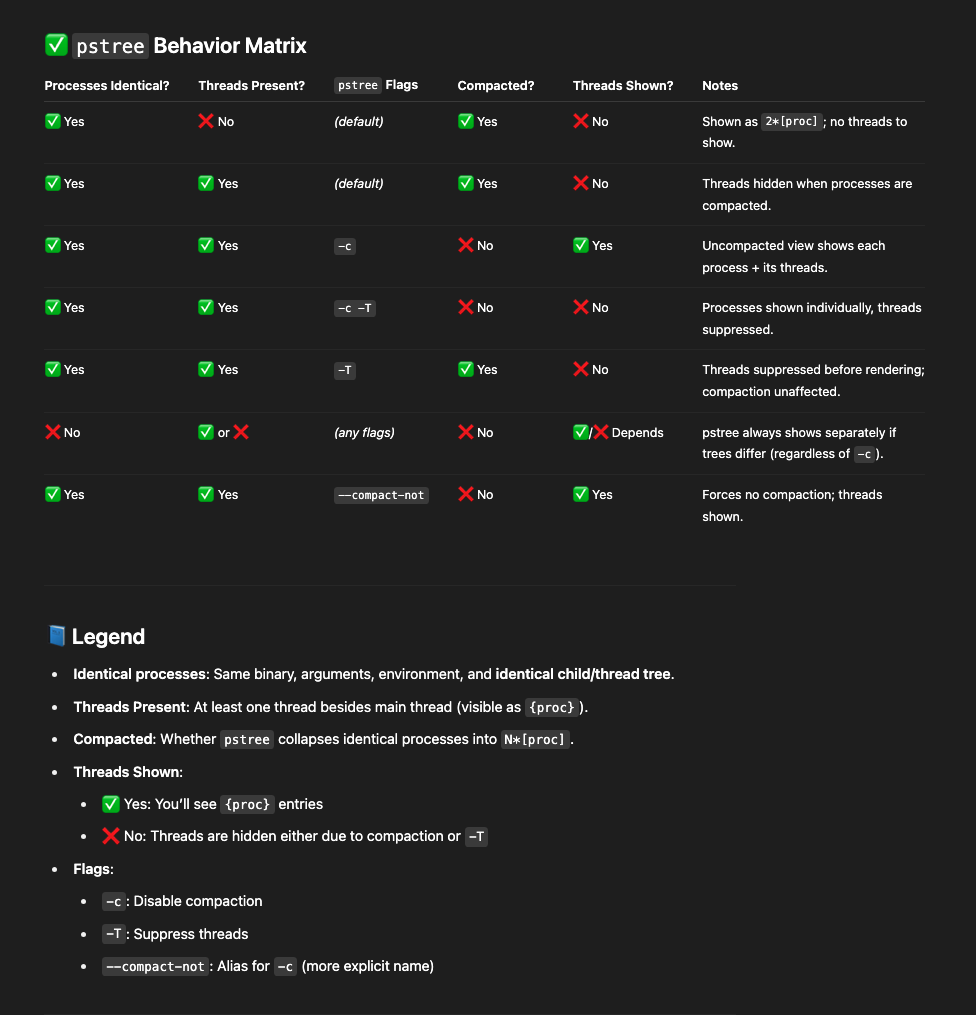 ✅ pstree Behavior Matrix
Processes Identical? Threads Present? pstree Flags Compacted? Threads Shown? Notes
✅ Yes ❌ No (default) ✅ Yes ❌ No Shown as 2*[proc]; no threads to
show.
✅ Yes ✅ Yes (default) ✅ Yes ❌ No Threads hidden when processes are
compacted.
✅ Yes ✅ Yes -c ❌ No ✅ Yes Uncompacted view shows each
process + its threads.
✅ Yes ✅ Yes -c -T ❌ No ❌ No Processes shown individually, threads
suppressed.
✅ Yes ✅ Yes -T ✅ Yes ❌ No Threads suppressed before rendering;
compaction unaffected.
❌ No ✅ or ❌ (any flags) ❌ No ✅/❌ Depends pstree always shows separately if
trees differ (regardless of -c).
✅ Yes ✅ Yes --compact-not ❌ No ✅ Yes Forces no compaction; threads
shown.
📘 Legend
• Identical processes: Same binary, arguments, environment, and identical child/thread tree.
• Threads Present: At least one thread besides main thread (visible as {proc}).
• Compacted: Whether pstree collapses identical processes into N*[proc].
• Threads Shown:
• ✅ Yes: You’ll see {proc} entries
• ❌ No: Threads are hidden either due to compaction or -T
• Flags:
• -c: Disable compaction
• -T: Suppress threads
• --compact-not: Alias for -c (more explicit name)